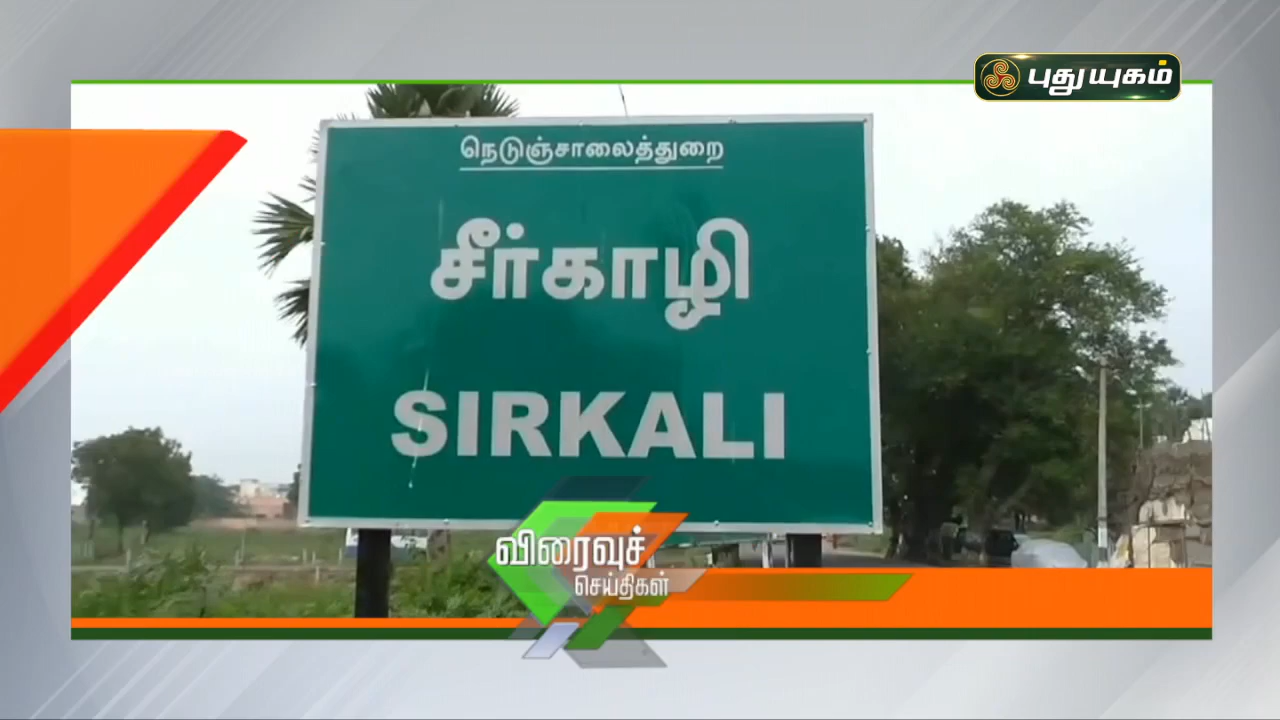 புதுயுகம்
நெடுஞ்சாலைத்துறை
சீர்காழி
SIRKALI
விரைவுச்
செய்திகள்